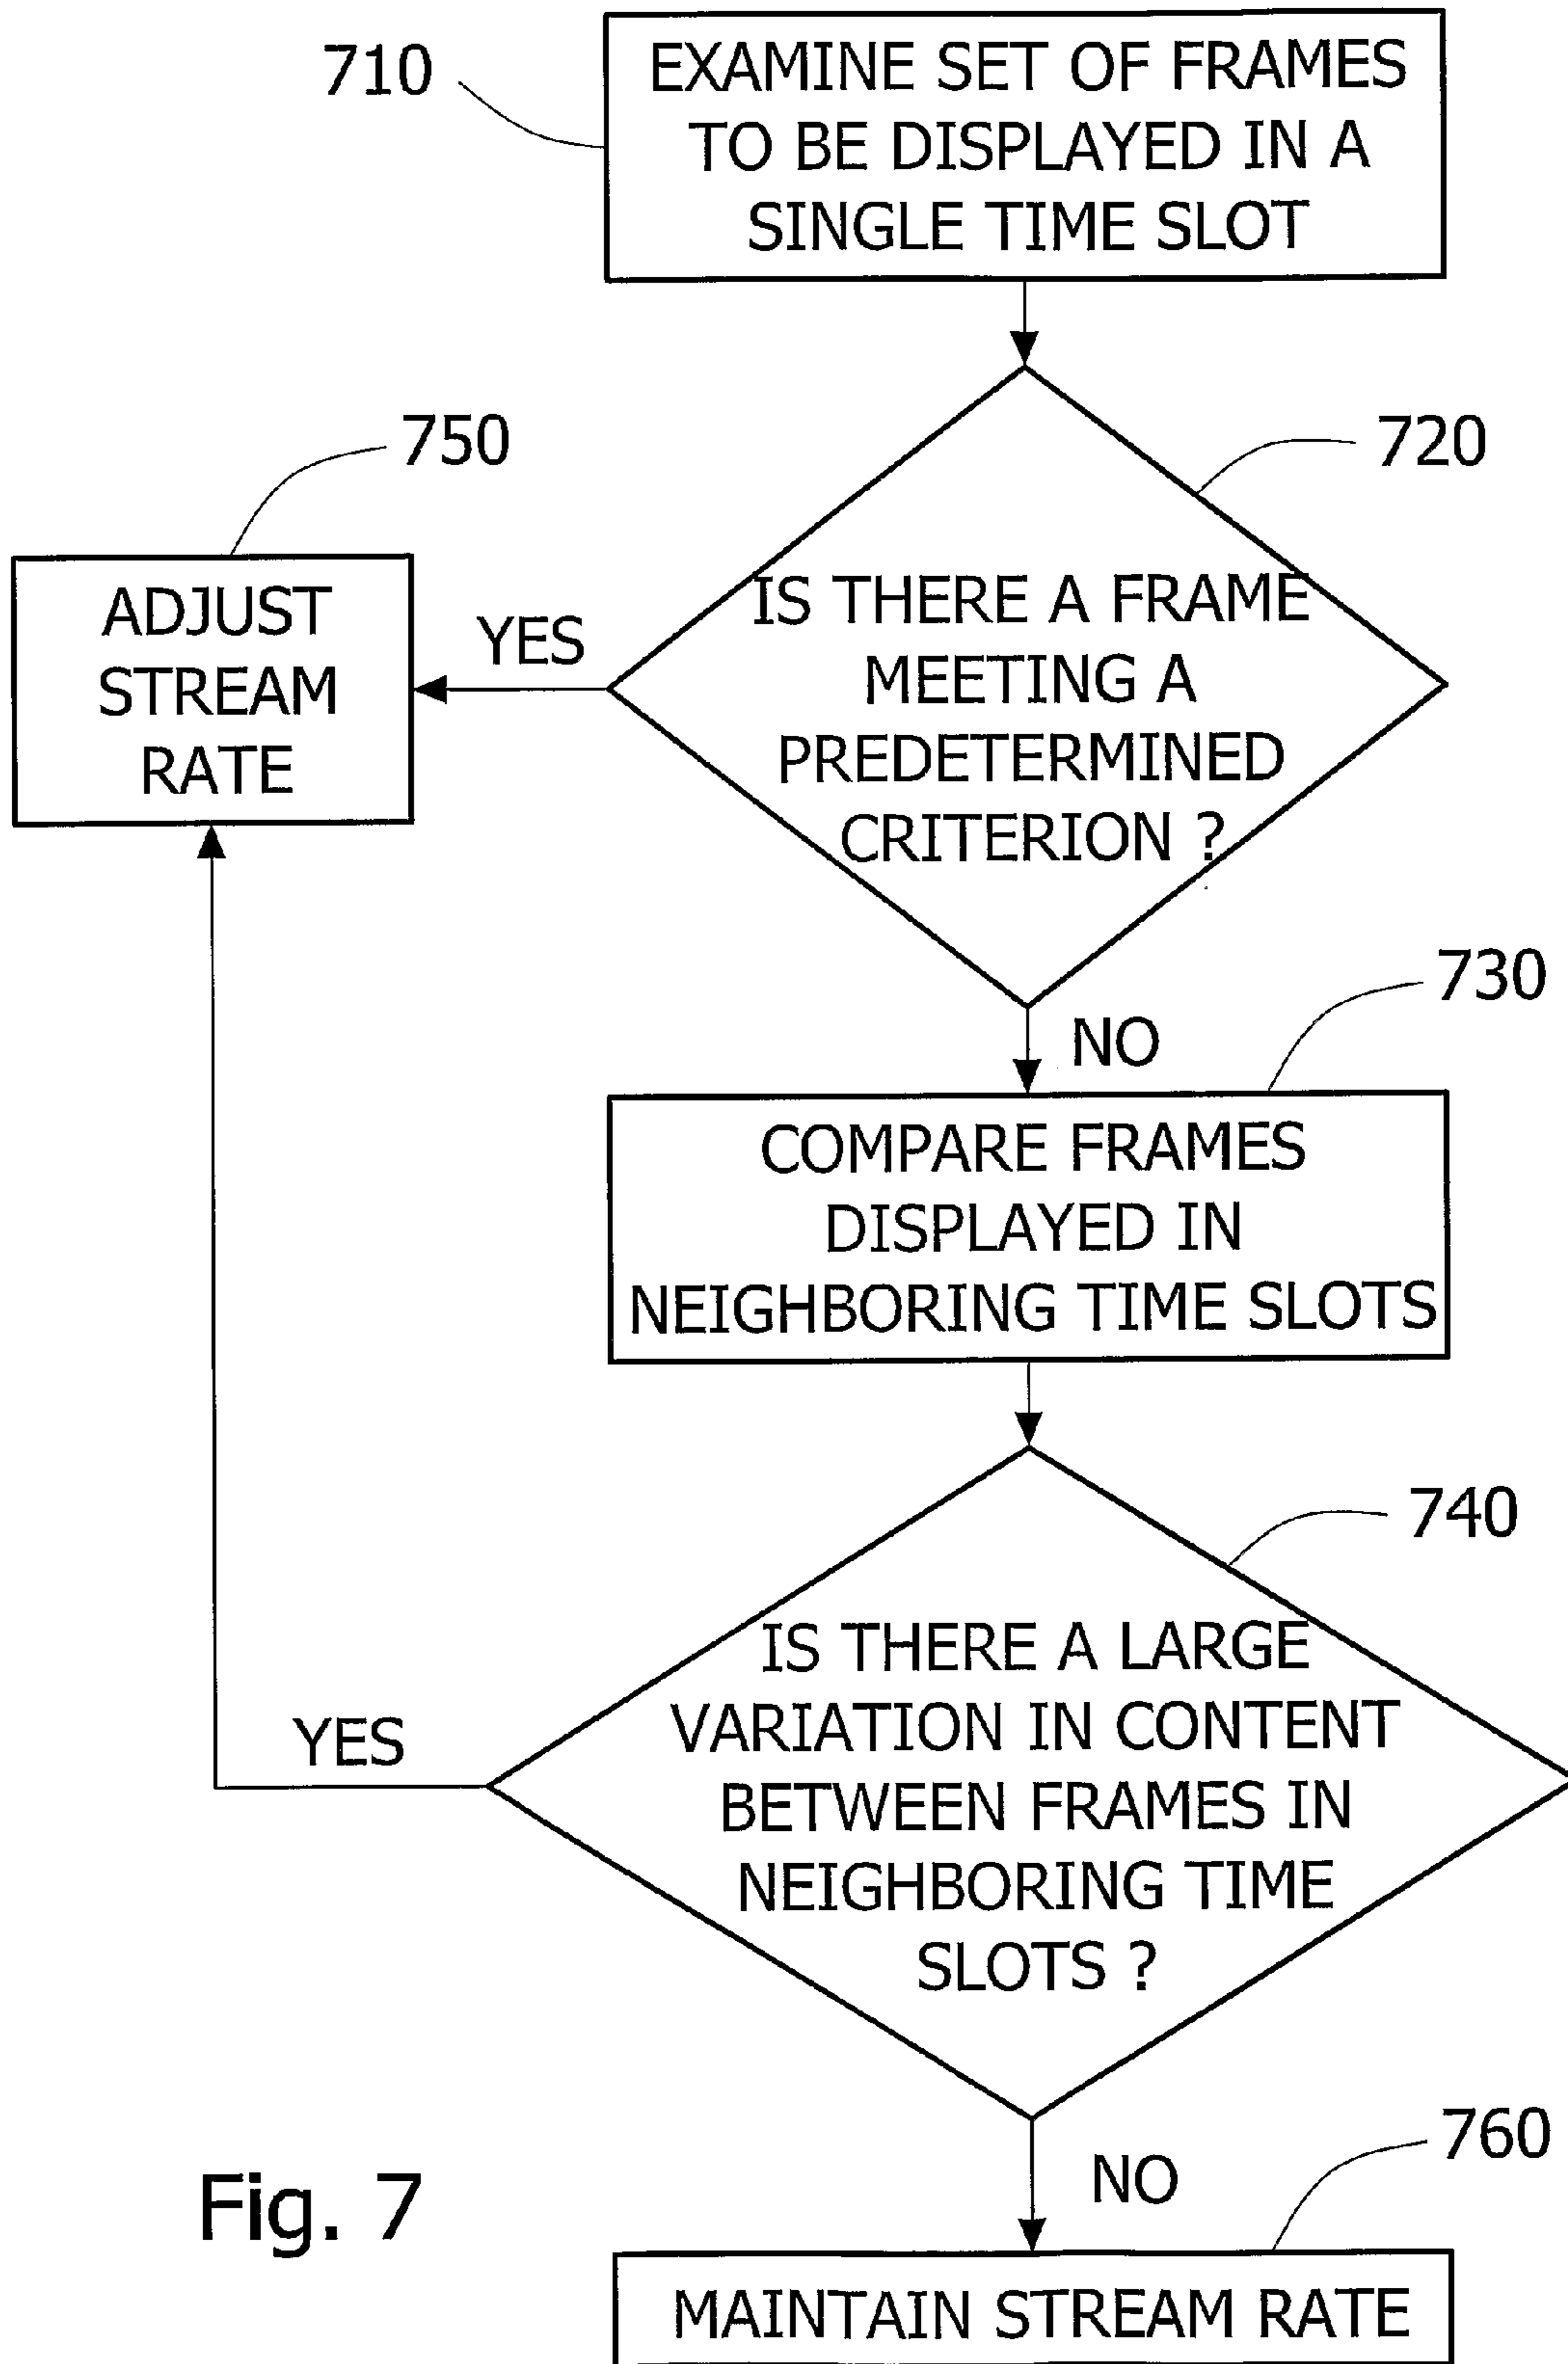 710
EXAMINE SET OF FRAMES
TO BE DISPLAYED IN A
SINGLE TIME SLOT
750
720
ADJUST
STREAM
RATE
YES
IS THERE A FRAME
MEETING A
PREDETERMINED
CRITERION ?
730
NO
COMPARE FRAMES
DISPLAYED IN
NEIGHBORING TIME SLOTS
740
IS THERE A LARGE
VARIATION IN CONTENT
BETWEEN FRAMES IN
NEIGHBORING TIME
SLOTS ?
YES
760
NO
Fig. 7
MAINTAIN STREAM RATE